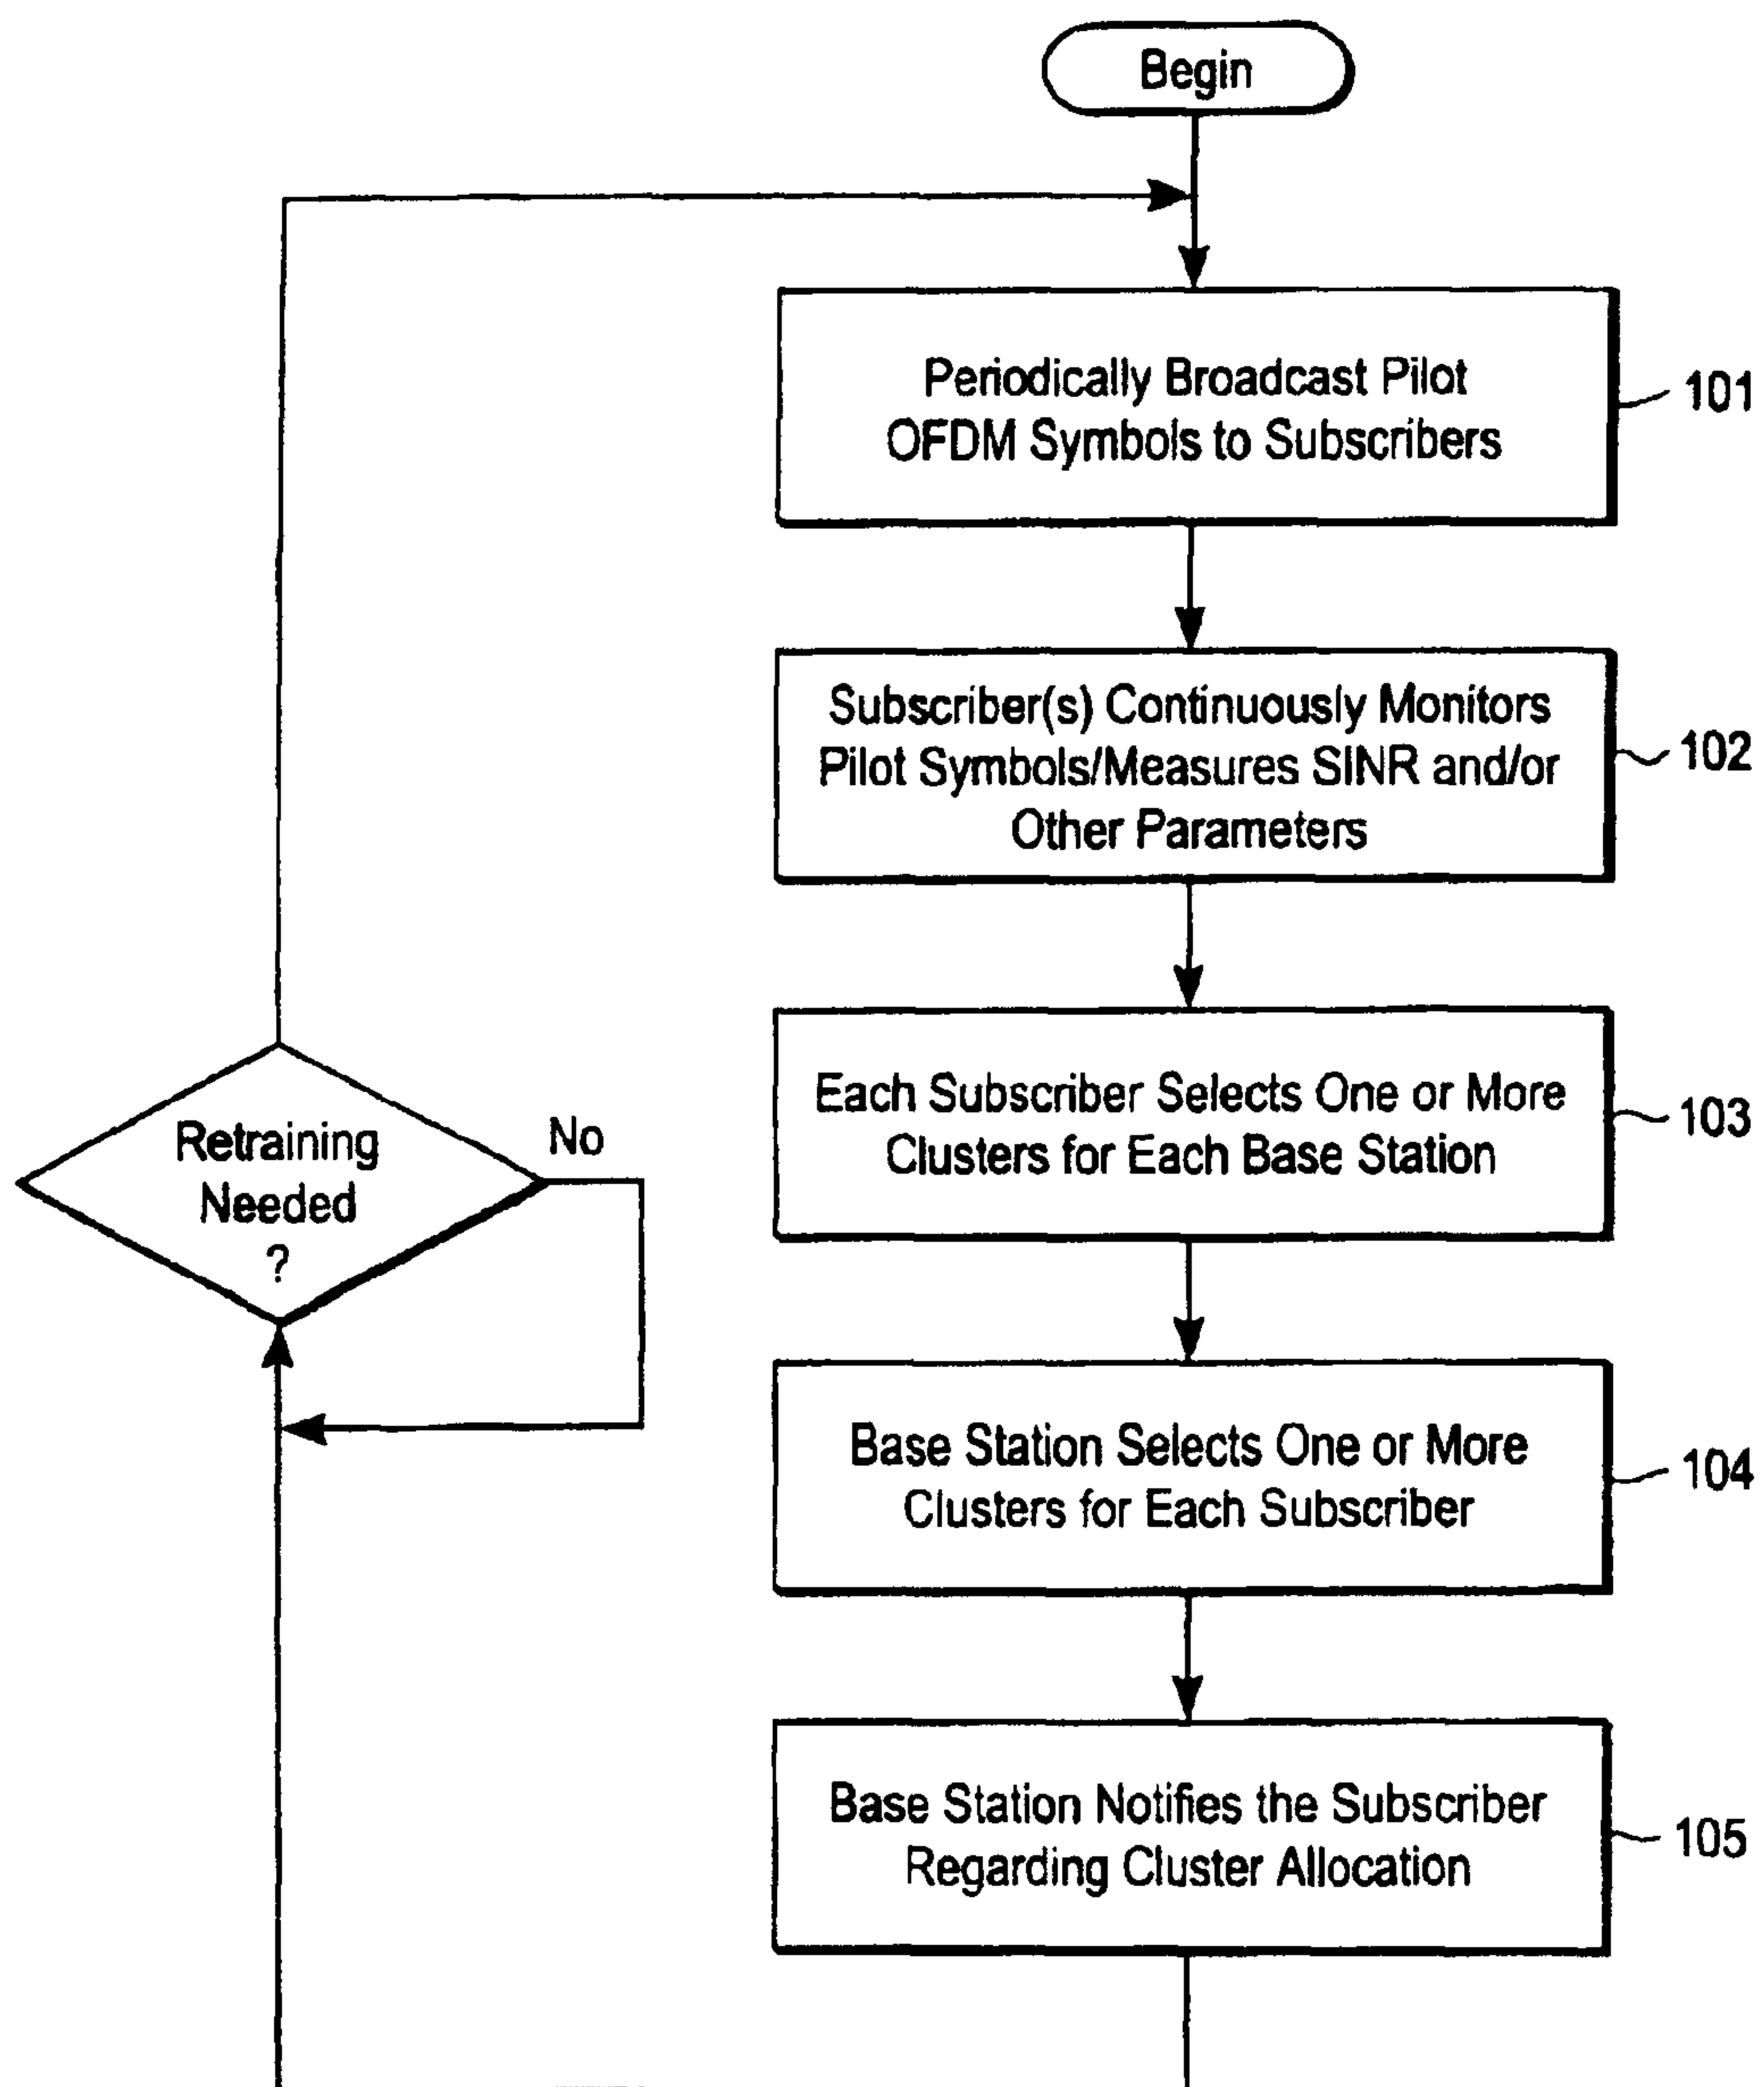 Begin
Periodically Broadcast Pilot
OFDM Symbols to Subscribers
101
Subscriber(s) Continuously Monitors
Pilot Symbols/Measures SINR and/or
Other Parameters
102
Each Subscriber Selects One or More
Clusters for Each Base Station
103
Retraining
Needed
?
No
Base Station Selects One or More
Clusters for Each Subscriber
104
Base Station Notifies the Subscriber
Regarding Cluster Allocation
105